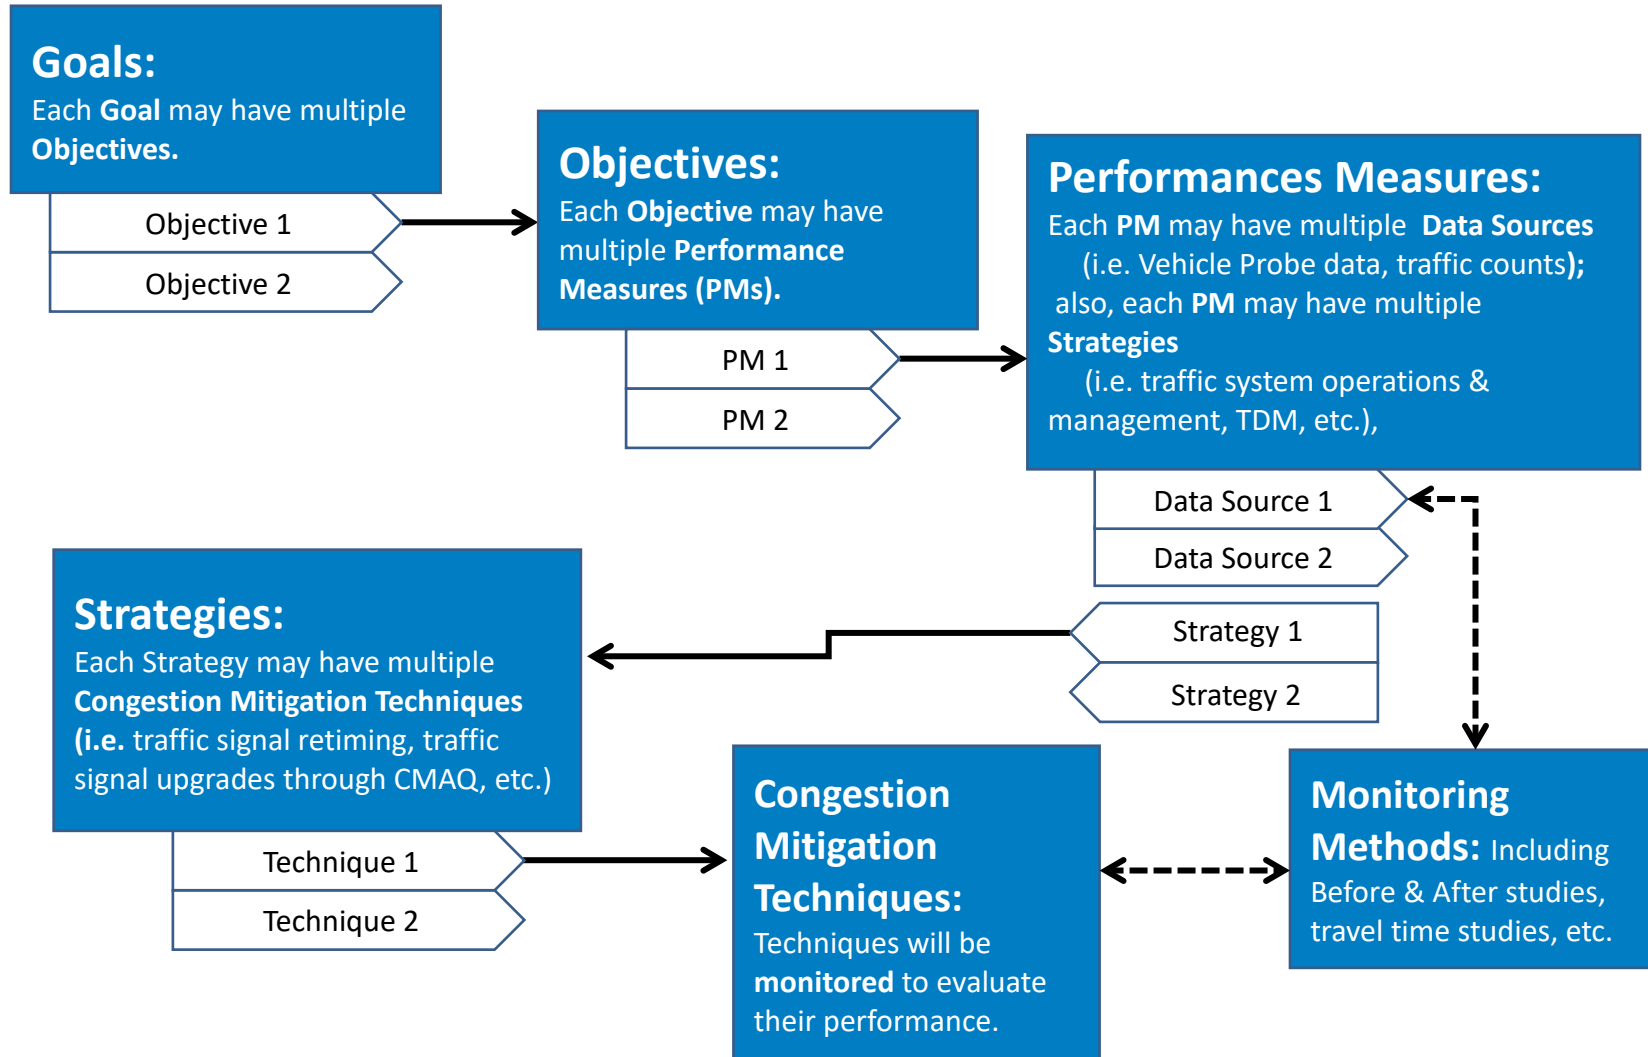 Goals:
Each Goal may have multiple
Objectives.
Objective 1
Objective 2
Objectives:
Each Objective may have
multiple Performance
Measures (PMs).
PM 1
PM 2
Performances Measures:
Each PM may have multiple Data Sources
(i.e. Vehicle Probe data, traffic counts);
also, each PM may have multiple
Strategies
(i.e. traffic system operations &
management, TDM, etc.),
Data Source 1
Data Source 2
Strategy 1
Strategy 2
Strategies:
Each Strategy may have multiple
Congestion Mitigation Techniques
(i.e. traffic signal retiming, traffic
signal upgrades through CMAQ, etc.)
Technique 1
Technique 2
Congestion
Mitigation
Techniques:
Techniques will be
monitored to evaluate
their performance.
Monitoring
Methods: Including
Before & After studies,
travel time studies, etc.